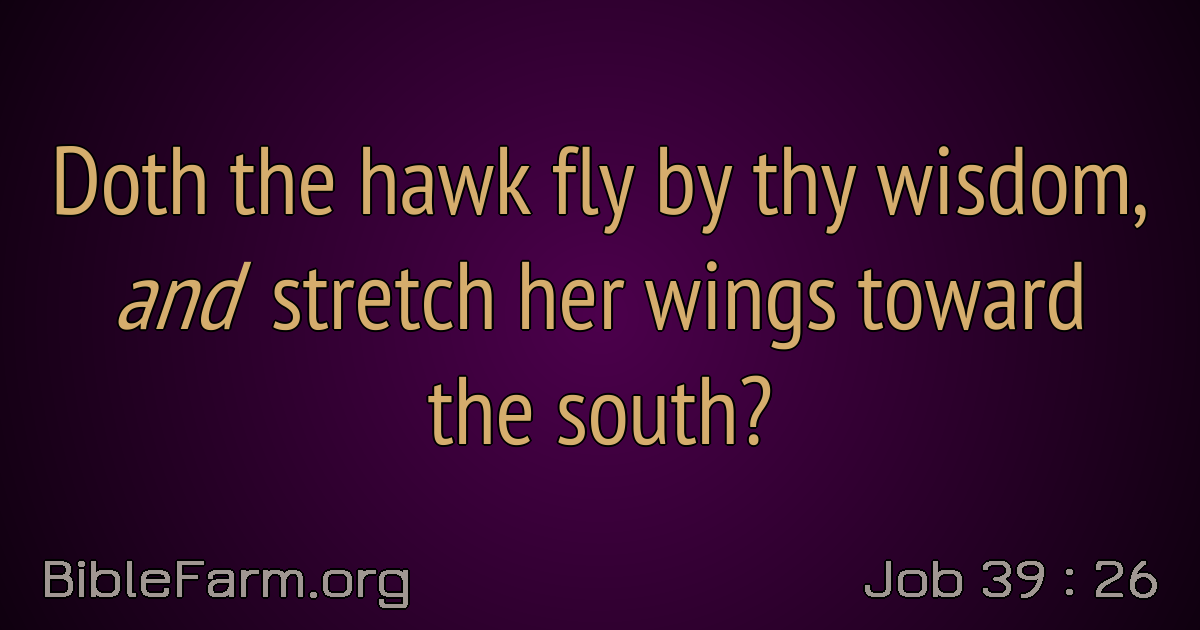 Doth the hawk fly by thy wisdom,
and stretch her wings toward
the south?
BibleFarm.org
Job 39 : 26